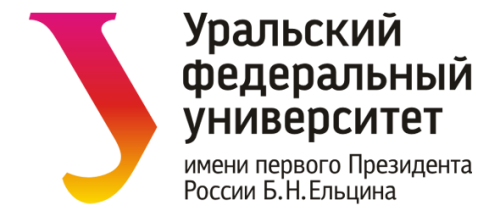 Уральский
федеральный
университет
имени первого Президента
России Б.Н.Ельцина